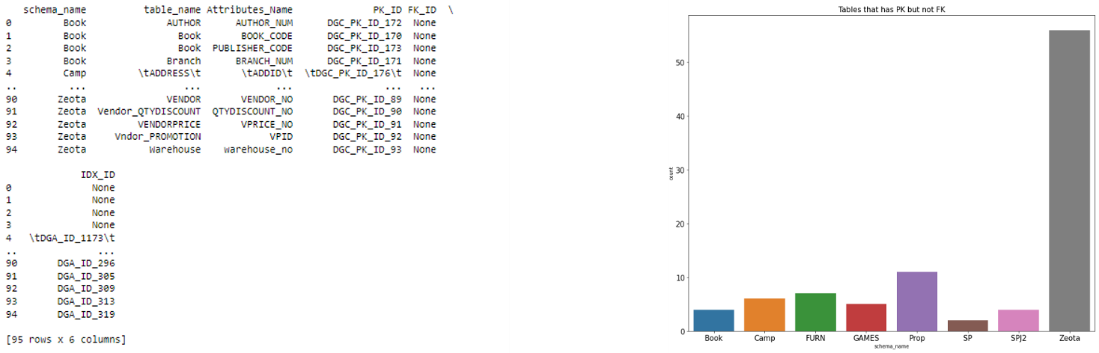 schema_name table_name Attributes_Name PK_ID FK_ID \
0 Book AUTHOR AUTHOR_NUM DGC_PK_ID_172 None
1 Book Book BOOK_CODE DGC_PK_ID_170 None
2 Book Book PUBLISHER_CODE DGC_PK_ID_173 None
3 Book Branch BRANCH_NUM DGC_PK_ID_171 None
4 Camp \tADDRESS\t \tADDID\t \tDGC_PK_ID_176\t None
.. ... ... ... ... ...
90 Zeota VENDOR VENDOR_NO DGC_PK_ID_89 None
91 Zeota Vendor_QTYDISCOUNT QTYDISCOUNT_NO DGC_PK_ID_90 None
92 Zeota VENDORPRICE VPRICE_NO DGC_PK_ID_91 None
93 Zeota Vndor_PROMOTION VPID DGC_PK_ID_92 None
94 Zeota Warehouse warehouse_no DGC_PK_ID_93 None
IDX_ID
0 None
1 None
2 None
3 None
4 \tDGA_ID_1173\t
.. ...
90 DGA_ID_296
91 DGA_ID_305
92 DGA_ID_309
93 DGA_ID_313
94 DGA_ID_319
[95 rows x 6 columns]
Tables that has PK but not FK
50
40
30
20
10
0
count
Book Camp FURN GAMES Prop SP SPJ2 Zeota
schema_name